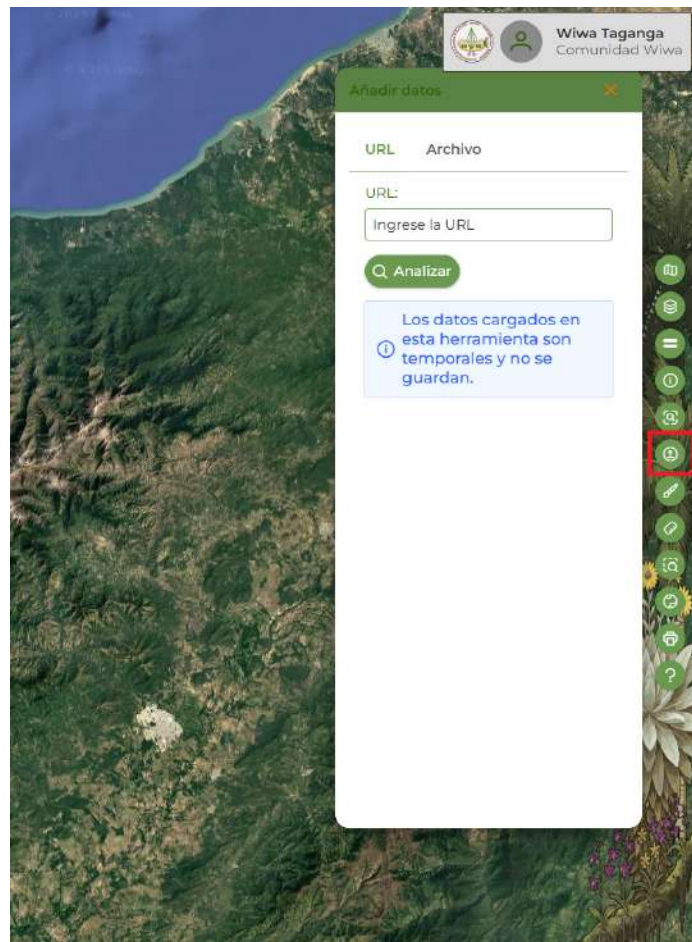 Wiwa Taganga
Comunidad Wiwa
Añadir datos
URL Archivo
URL:
Ingrese la URL
Analizar
Los datos cargados en
esta herramienta son
temporales y no se
guardan.
?